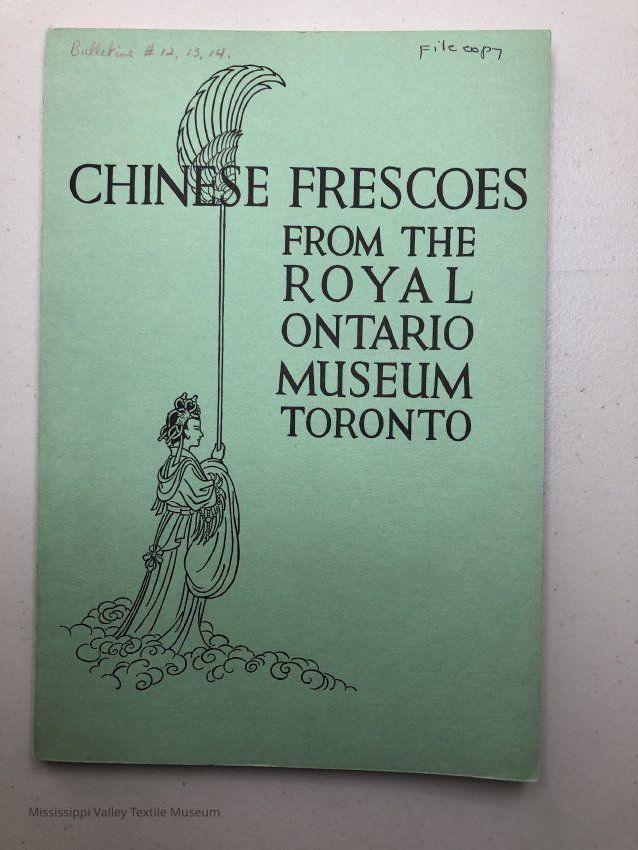 Bulletins # 12, 13, 14.
File copy
CHINESE FRESCOES
FROM THE
ROYAL
ONTARIO
MUSEUM
TORONTO
Mississippi Valley Textile Museum